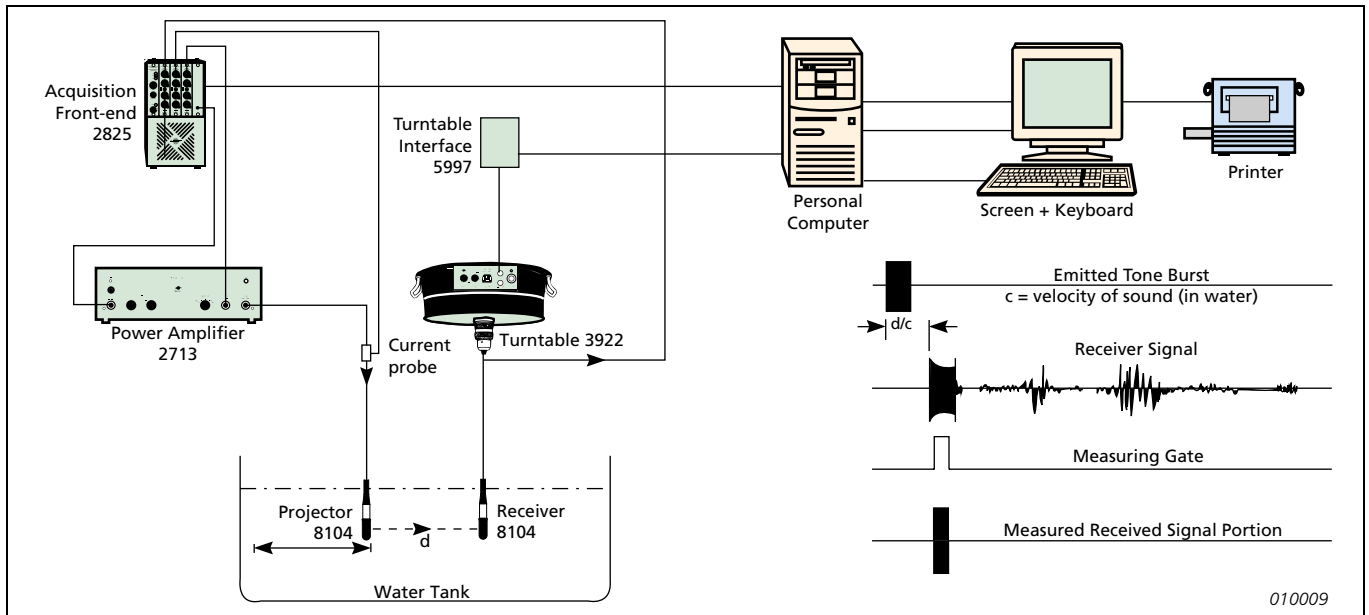 Acquisition
Front-end
2825
Turntable
Interface
5997
Personal
Computer
Screen + Keyboard
Printer
Power Amplifier
2713
Current
probe
Turntable 3922
Emitted Tone Burst
c = velocity of sound (in water)
d/c
Receiver Signal
Measuring Gate
Measured Received Signal Portion
Projector
8104
d
Receiver
8104
Water Tank
010009